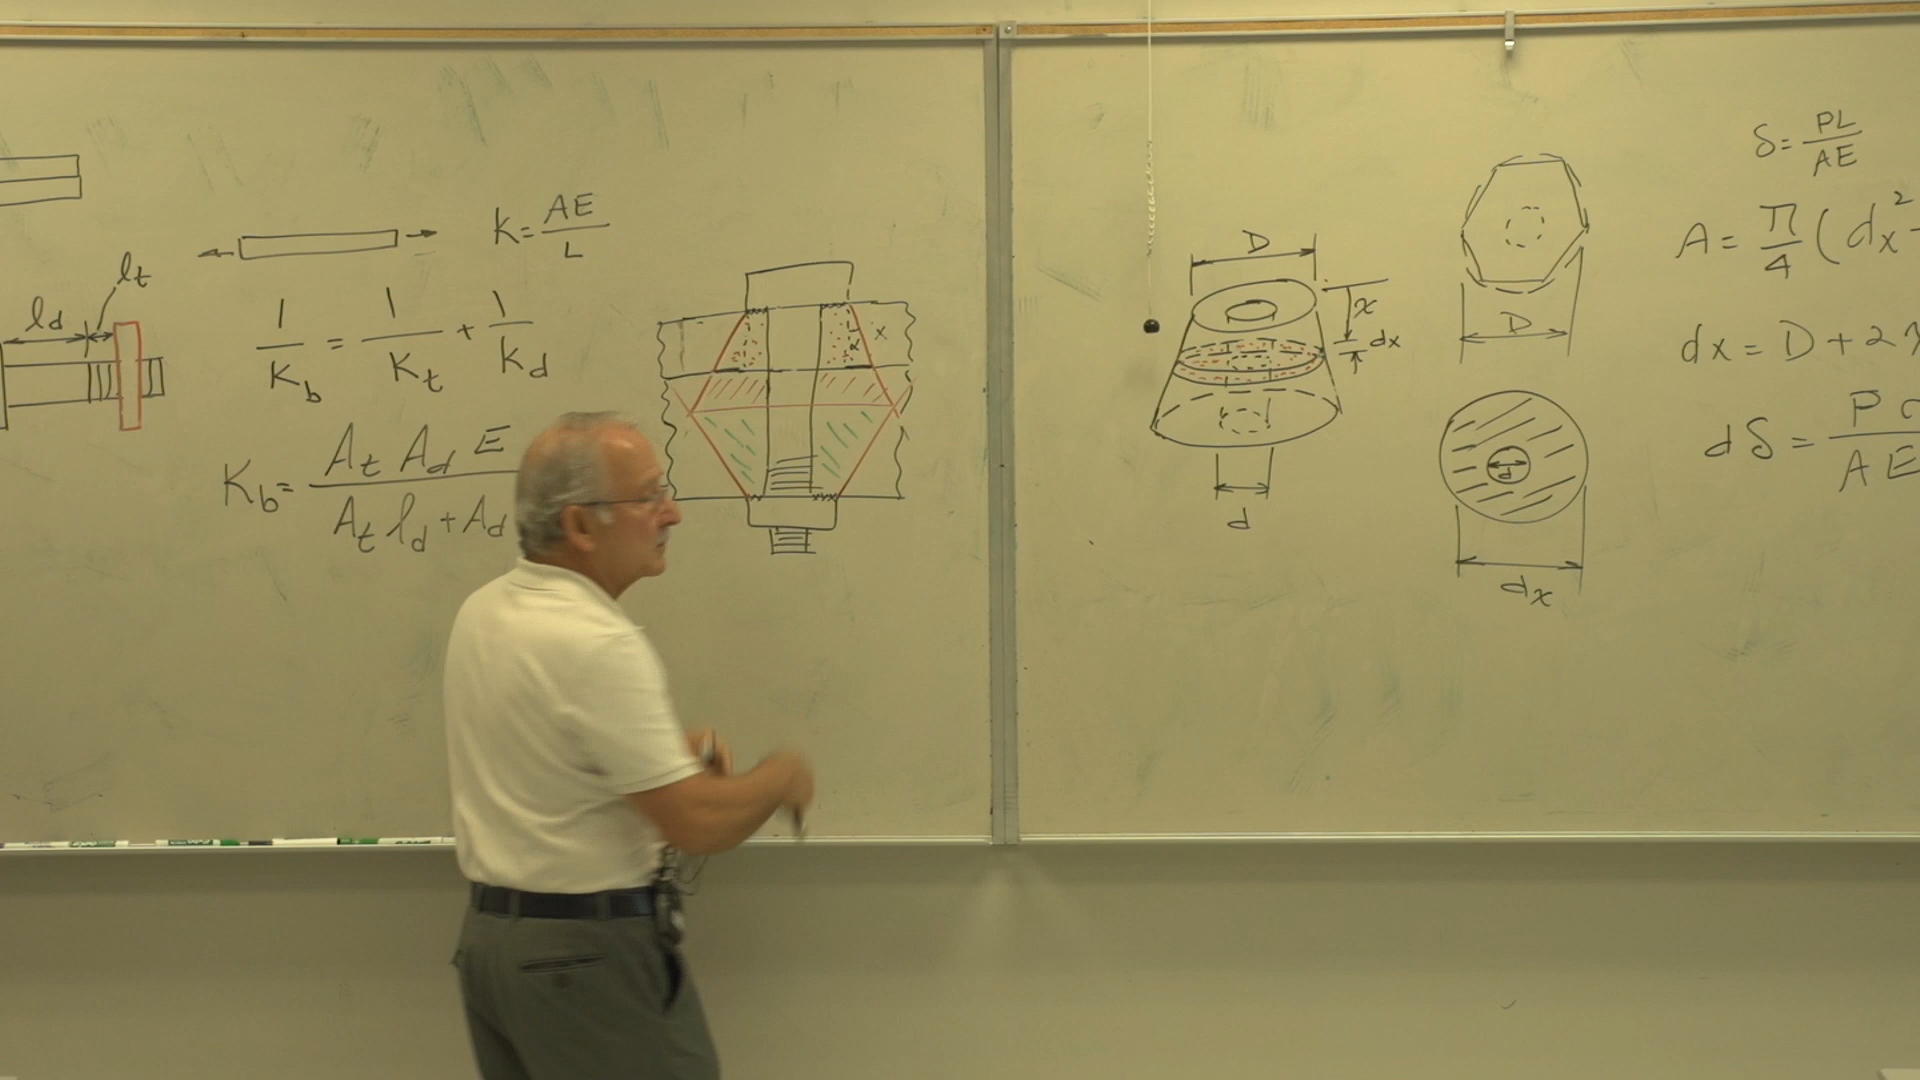 lt
ld
K = AE / L
1 / Kb = 1 / Kt + 1 / Kd
Kb = At Ad E / At ld + Ad
x
α
D
x
dx
d
D
d
dx
δ = PL / AE
A = π / 4 ( dx² -
dx = D + 2
dδ = P / AE